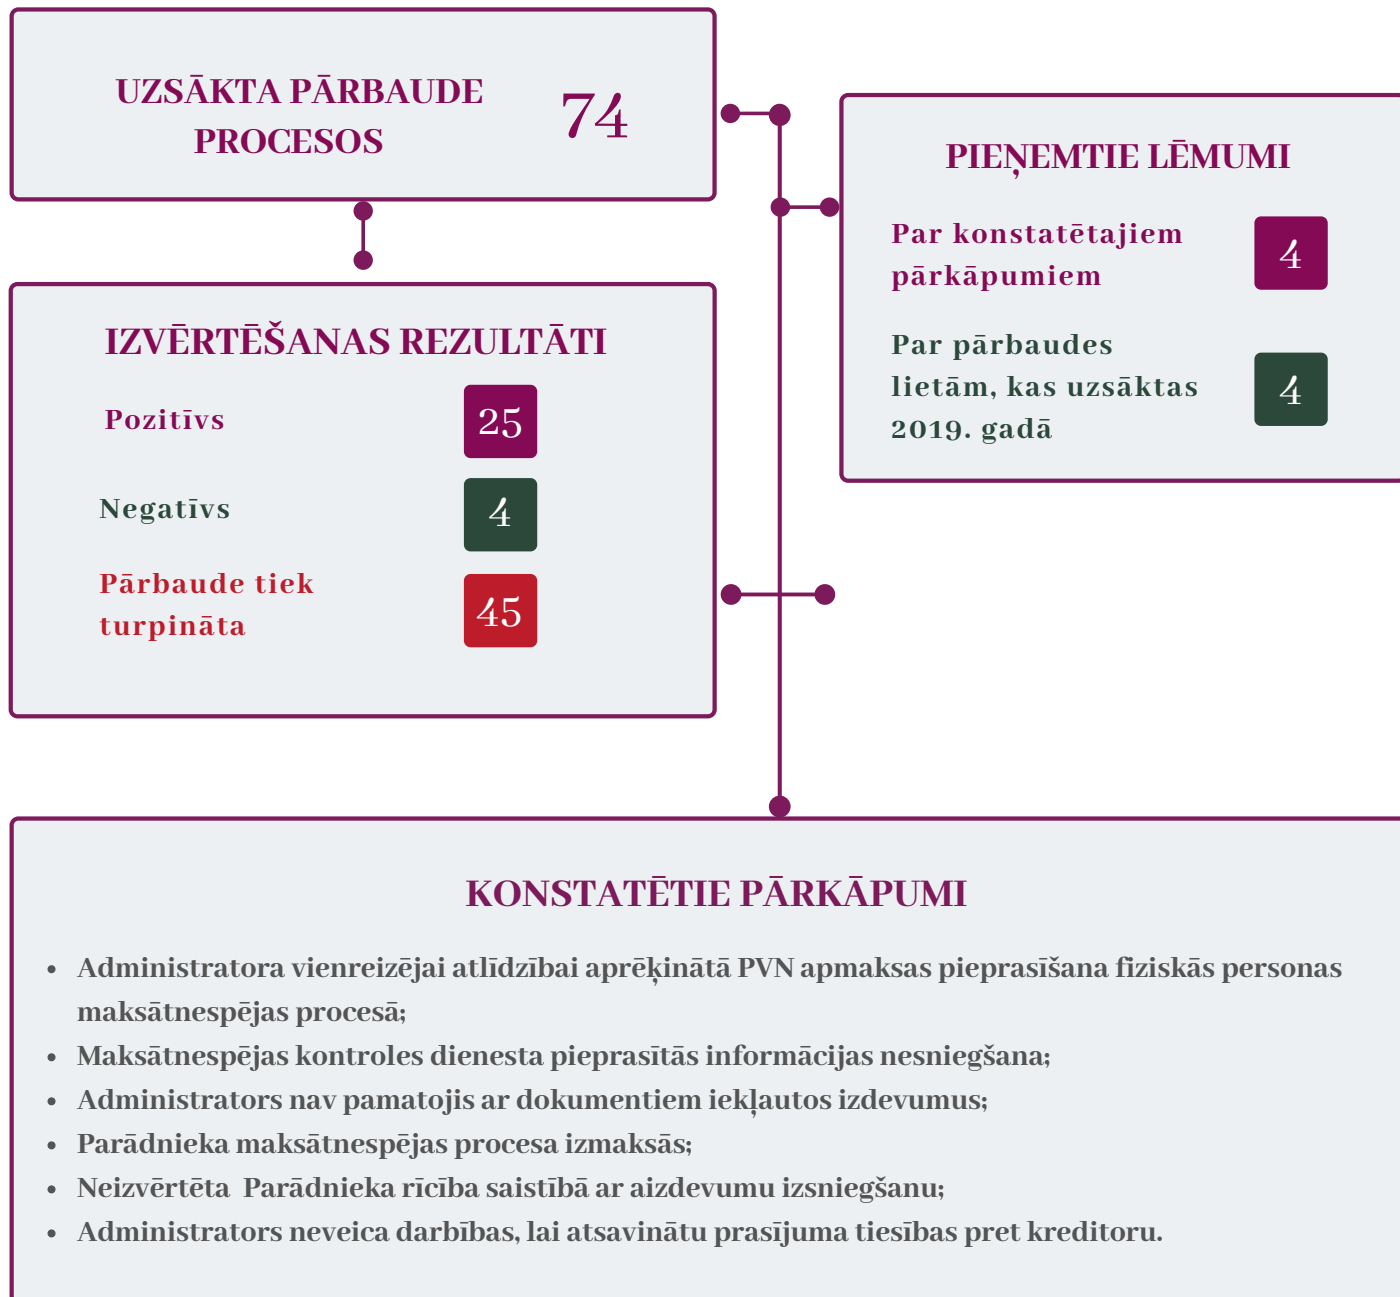 UZSĀKTA PĀRBAUDE
PROCESOS
74
IZVĒRTĒŠANAS REZULTĀTI
Pozitīvs
25
Negatīvs
4
Pārbaude tiek
turpināta
45
PIEŅEMTIE LĒMUMI
Par konstatētajiem
pārkāpumiem
4
Par pārbaudes
lietām, kas uzsāktas
2019. gadā
4
KONSTATĒTIE PĀRKĀPUMI
• Administratora vienreizējai atlīdzībai aprēķinātā PVN apmaksas pieprasīšana fiziskās personas
maksātnespējas procesā;
• Maksātnespējas kontroles dienesta pieprasītās informācijas nesniegšana;
• Administrators nav pamatojis ar dokumentiem iekļautos izdevumus;
• Parādnieka maksātnespējas procesa izmaksās;
• Neizvērtēta  Parādnieka rīcība saistībā ar aizdevumu izsniegšanu;
• Administrators neveica darbības, lai atsavinātu prasījuma tiesības pret kreditoru.